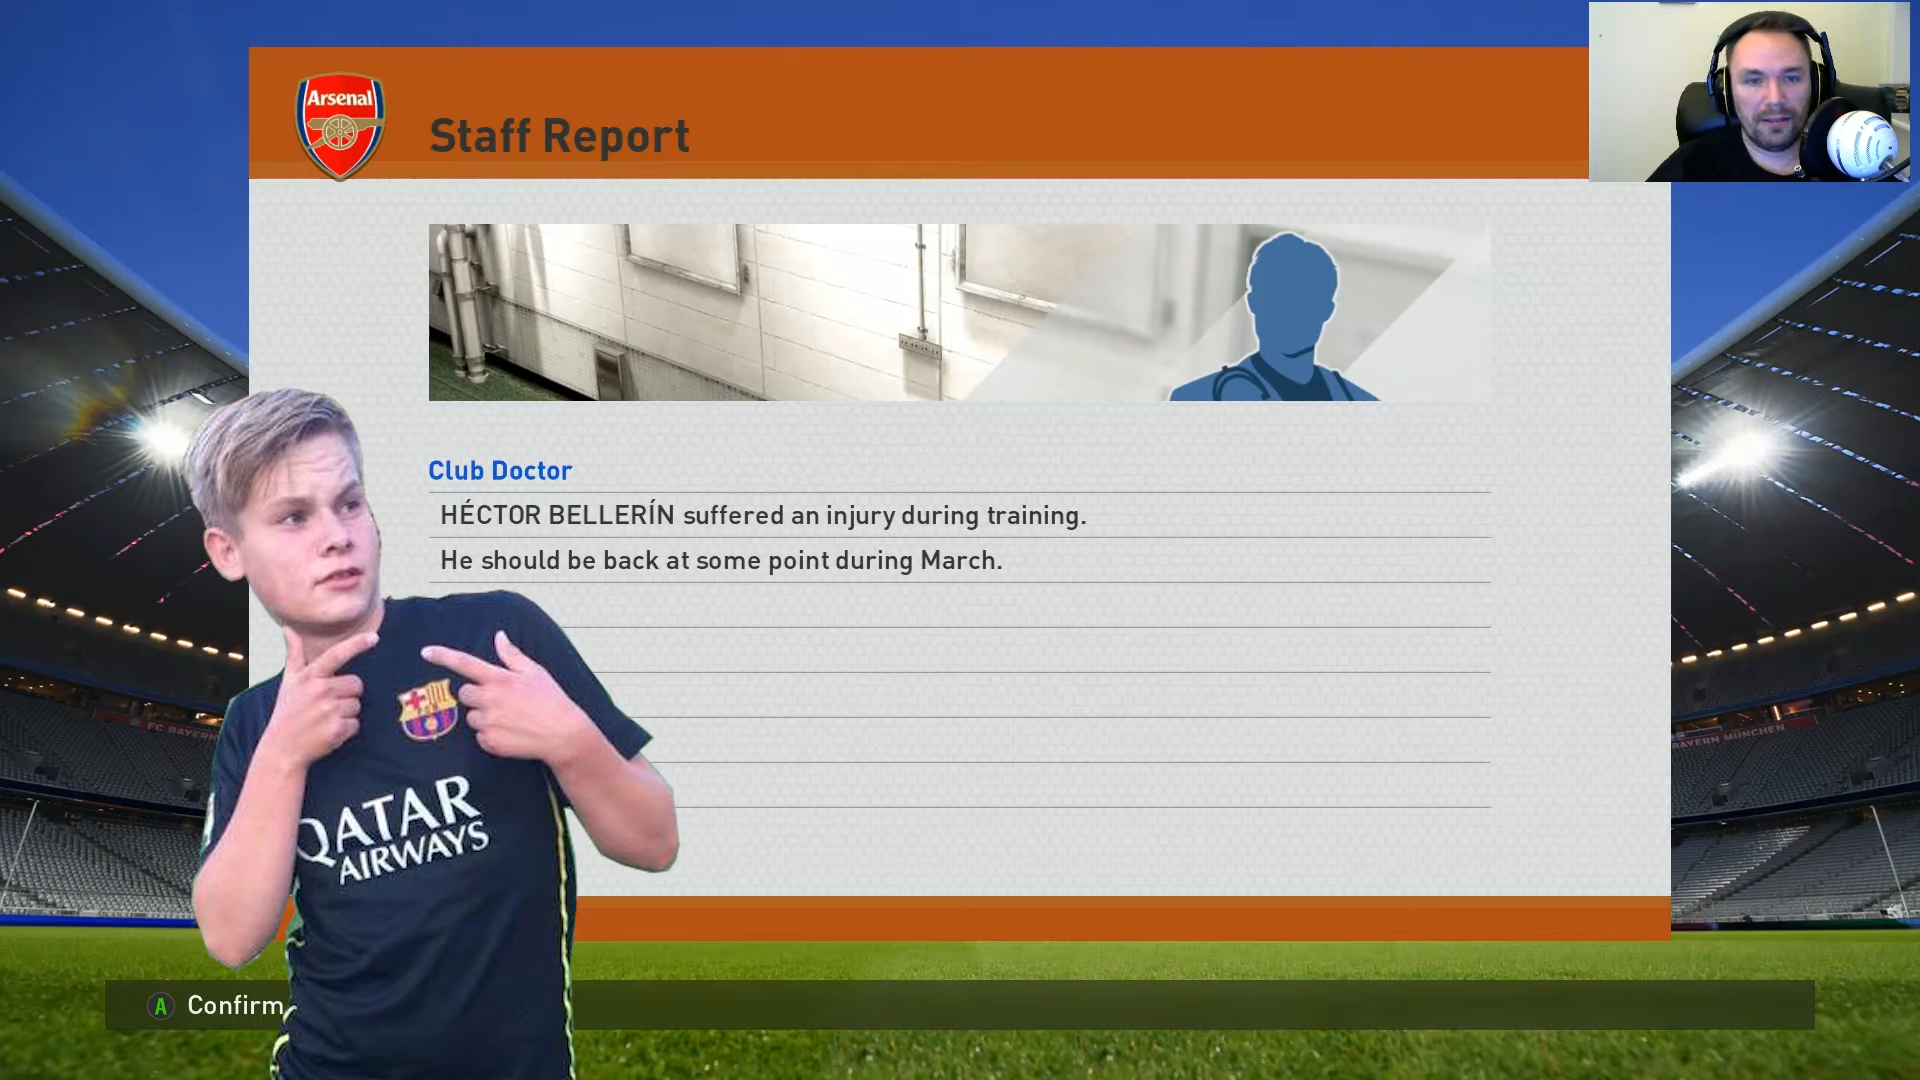 Arsenal
Staff Report
Club Doctor
HÉCTOR BELLERÍN suffered an injury during training.
He should be back at some point during March.
FC BAYERN
BAYERN MÜNCHEN
QATAR
AIRWAYS
A Confirm